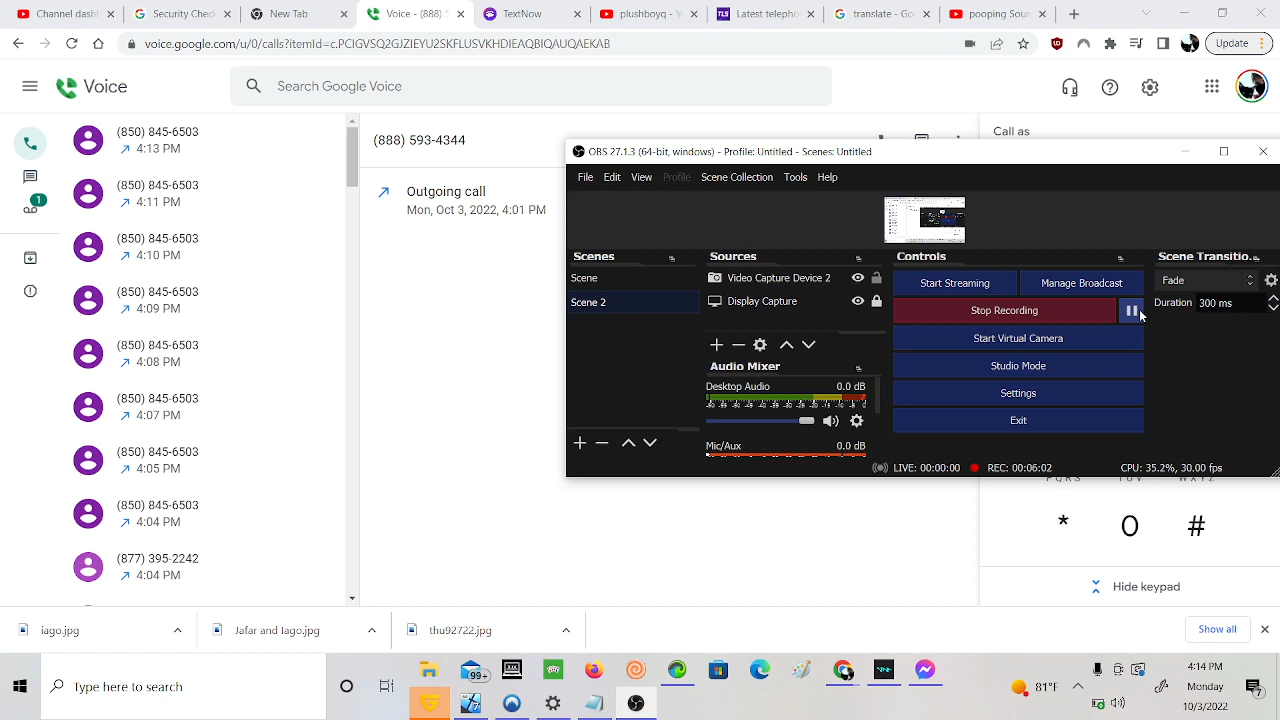 Channel dashb
Security Check
New Tab
Voice - (888)
TextNow
plushboyq - Y
Latest telepho
translate - Go
pooping Soun
voice.google.com/u/0/calls?itemId=c.PCIQVSQ2GJZIEYU2SKFLUSVKHDIEAQBIQAUQAEKAB
Update
Voice
Search Google Voice
(850) 845-6503
4:13 PM
(850) 845-6503
4:11 PM
(850) 845-6503
4:10 PM
(850) 845-6503
4:09 PM
(850) 845-6503
4:08 PM
(850) 845-6503
4:07 PM
(850) 845-6503
4:05 PM
(850) 845-6503
4:04 PM
(877) 395-2242
4:04 PM
1
(888) 593-4344
Outgoing call
Mon, Oct 3, 2022, 4:01 PM
Call as
OBS 27.1.3 (64-bit, windows) - Profile: Untitled - Scenes: Untitled
File Edit View Profile Scene Collection Tools Help
Scenes
Scene
Scene 2
Sources
Video Capture Device 2
Display Capture
Audio Mixer
Desktop Audio 0.0 dB
Mic/Aux 0.0 dB
Controls
Start Streaming
Manage Broadcast
Stop Recording
Start Virtual Camera
Studio Mode
Settings
Exit
Scene Transitio...
Fade
Duration 300 ms
LIVE: 00:00:00 REC: 00:06:02 CPU: 35.2%, 30.00 fps
PQRS TUV WXYZ
* 0 #
Hide keypad
iago.jpg
Jafar and Iago.jpg
thu92722.jpg
Show all
Type here to search
99+
81°F
4:14 PM
Monday
10/3/2022
7